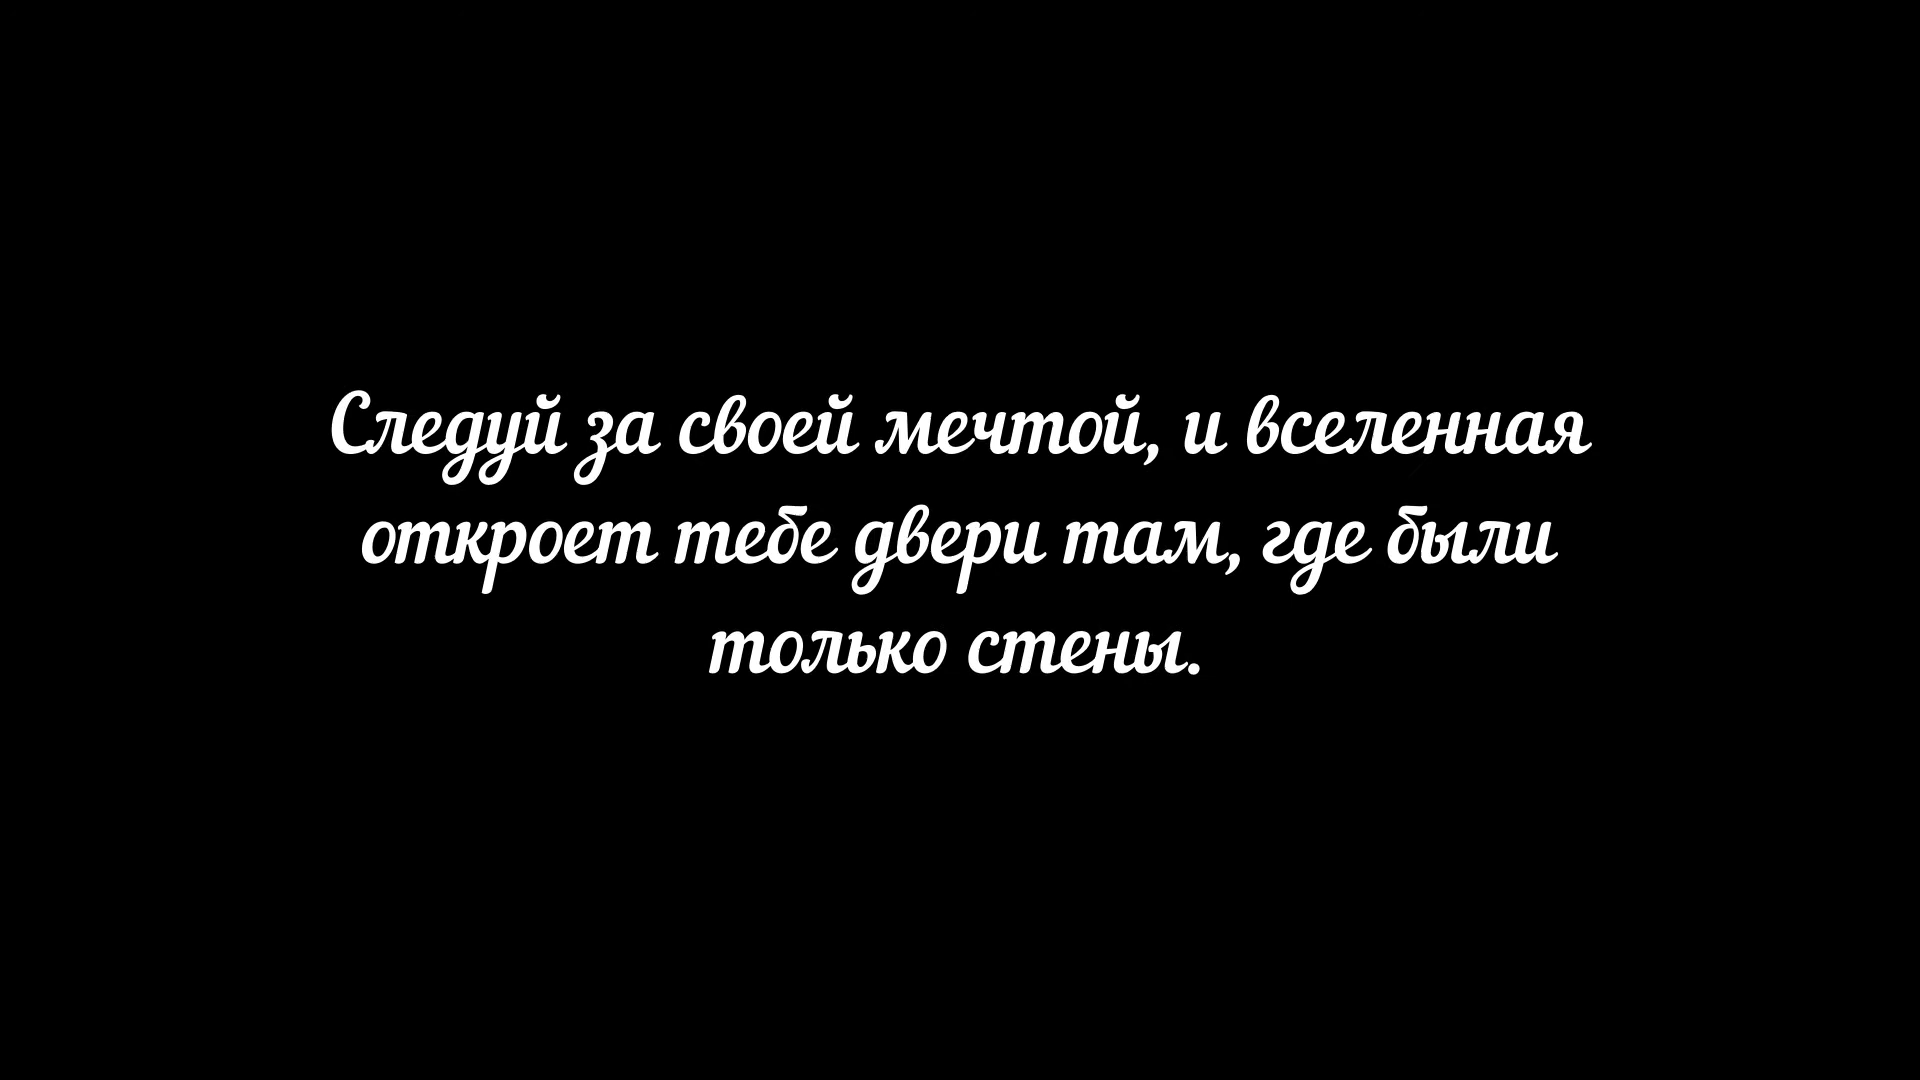 Следуй за своей мечтой, и вселенная
откроет тебе двери там, где были
только стены.